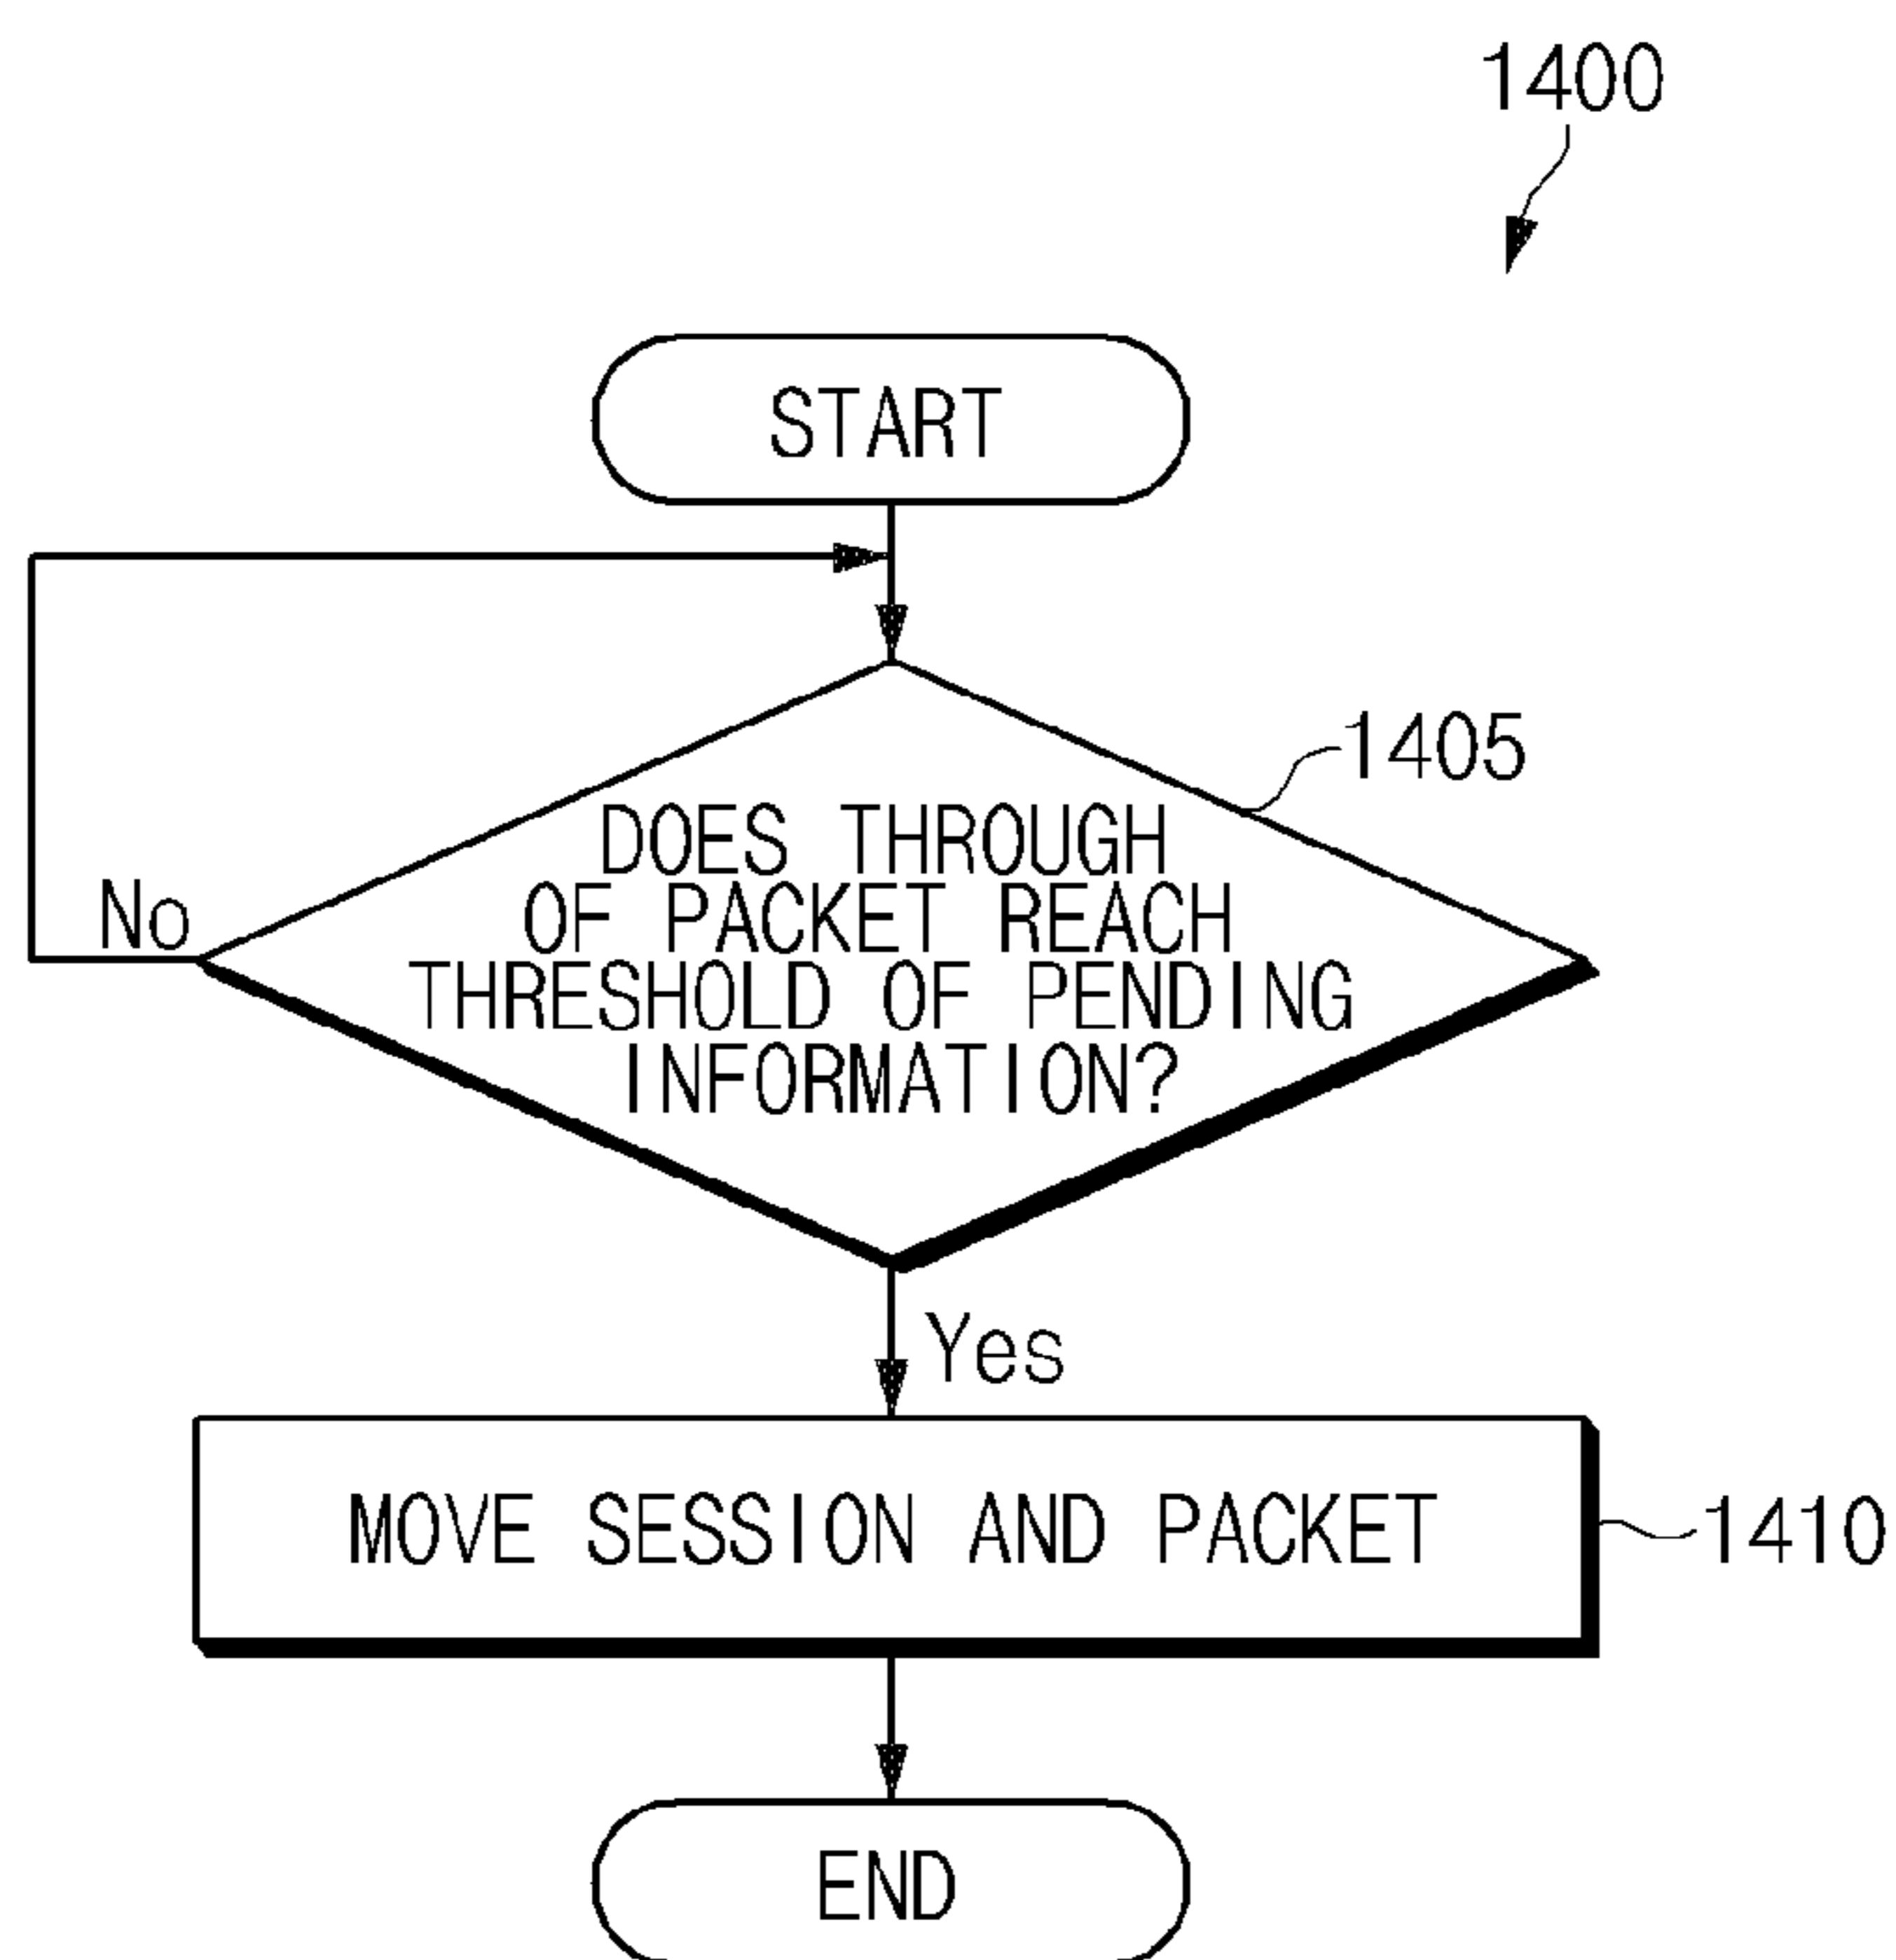 1400
START
1405
DOES THROUGH
OF PACKET REACH
THRESHOLD OF PENDING
INFORMATION?
No
Yes
MOVE SESSION AND PACKET
1410
END